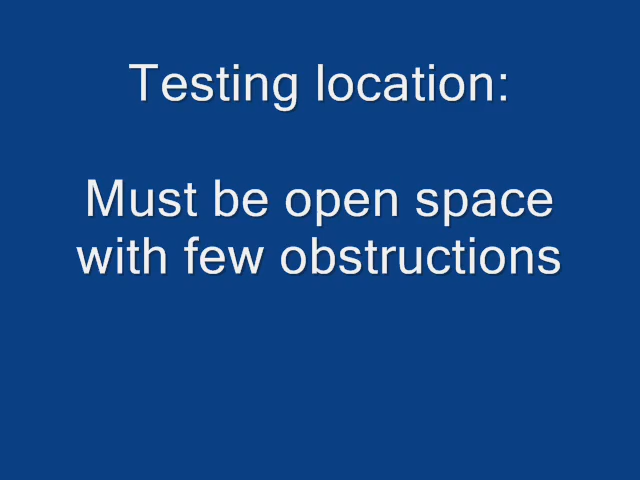 Testing location:
Must be open space
with few obstructions